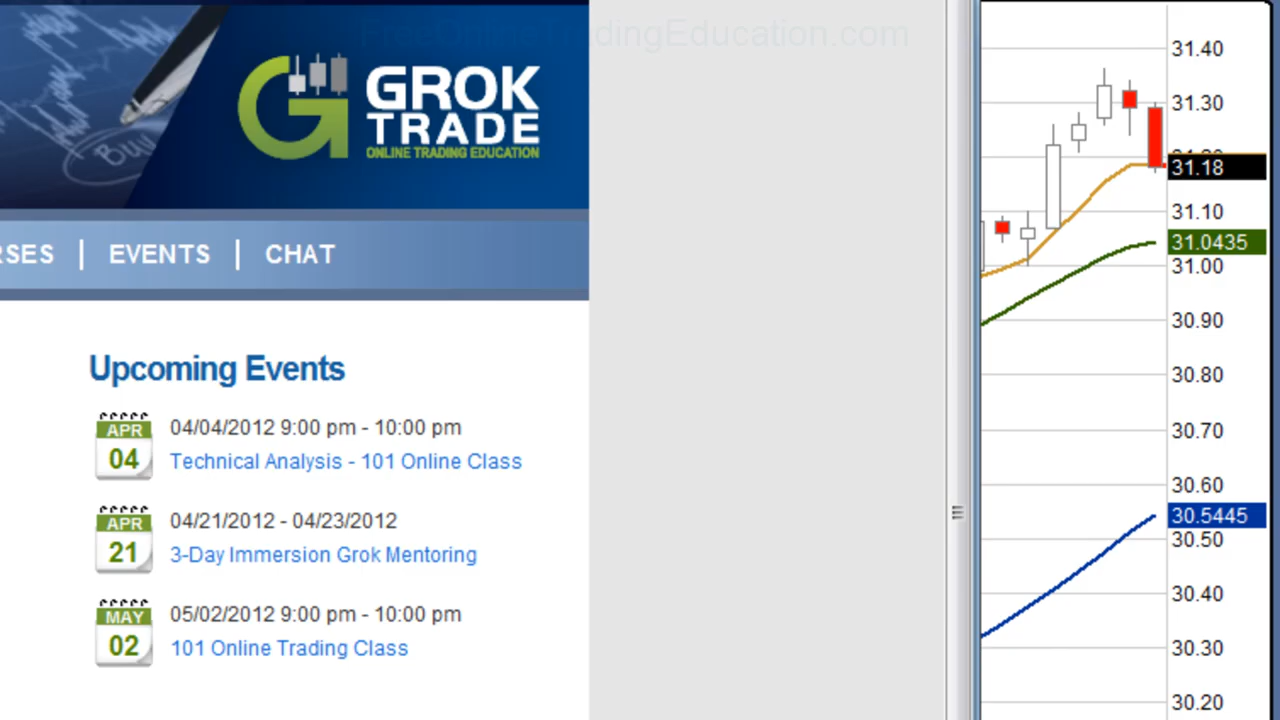 FreeOnlineTradingEducation.com
Buy
GROK
TRADE
ONLINE TRADING EDUCATION
RSES | EVENTS | CHAT
Upcoming Events
APR
04
04/04/2012 9:00 pm - 10:00 pm
Technical Analysis - 101 Online Class
APR
21
04/21/2012 - 04/23/2012
3-Day Immersion Grok Mentoring
MAY
02
05/02/2012 9:00 pm - 10:00 pm
101 Online Trading Class
31.40
31.30
31.18
31.10
31.0435
31.00
30.90
30.80
30.70
30.60
30.5445
30.50
30.40
30.30
30.20